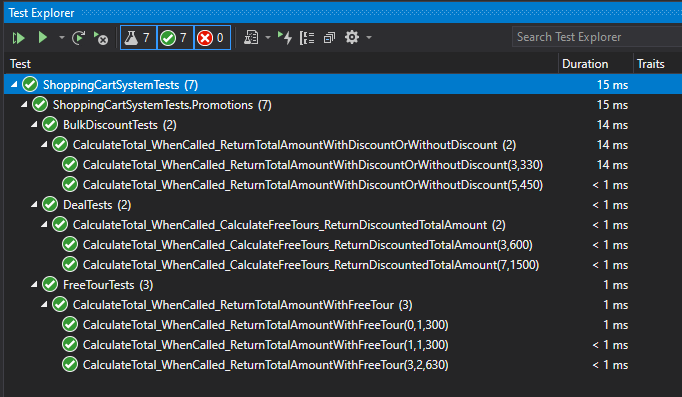 Test Explorer
7 7 0 Search Test Explorer
Test Duration Traits
ShoppingCartSystemTests (7) 15 ms
ShoppingCartSystemTests.Promotions (7) 15 ms
BulkDiscountTests (2) 14 ms
CalculateTotal_WhenCalled_ReturnTotalAmountWithDiscountOrWithoutDiscount (2) 14 ms
CalculateTotal_WhenCalled_ReturnTotalAmountWithDiscountOrWithoutDiscount(3,330) 14 ms
CalculateTotal_WhenCalled_ReturnTotalAmountWithDiscountOrWithoutDiscount(5,450) < 1 ms
DealTests (2) < 1 ms
CalculateTotal_WhenCalled_CalculateFreeTours_ReturnDiscountedTotalAmount (2) < 1 ms
CalculateTotal_WhenCalled_CalculateFreeTours_ReturnDiscountedTotalAmount(3,600) < 1 ms
CalculateTotal_WhenCalled_CalculateFreeTours_ReturnDiscountedTotalAmount(7,1500) < 1 ms
FreeTourTests (3) 1 ms
CalculateTotal_WhenCalled_ReturnTotalAmountWithFreeTour (3) 1 ms
CalculateTotal_WhenCalled_ReturnTotalAmountWithFreeTour(0,1,300) 1 ms
CalculateTotal_WhenCalled_ReturnTotalAmountWithFreeTour(1,1,300) < 1 ms
CalculateTotal_WhenCalled_ReturnTotalAmountWithFreeTour(3,2,630) < 1 ms